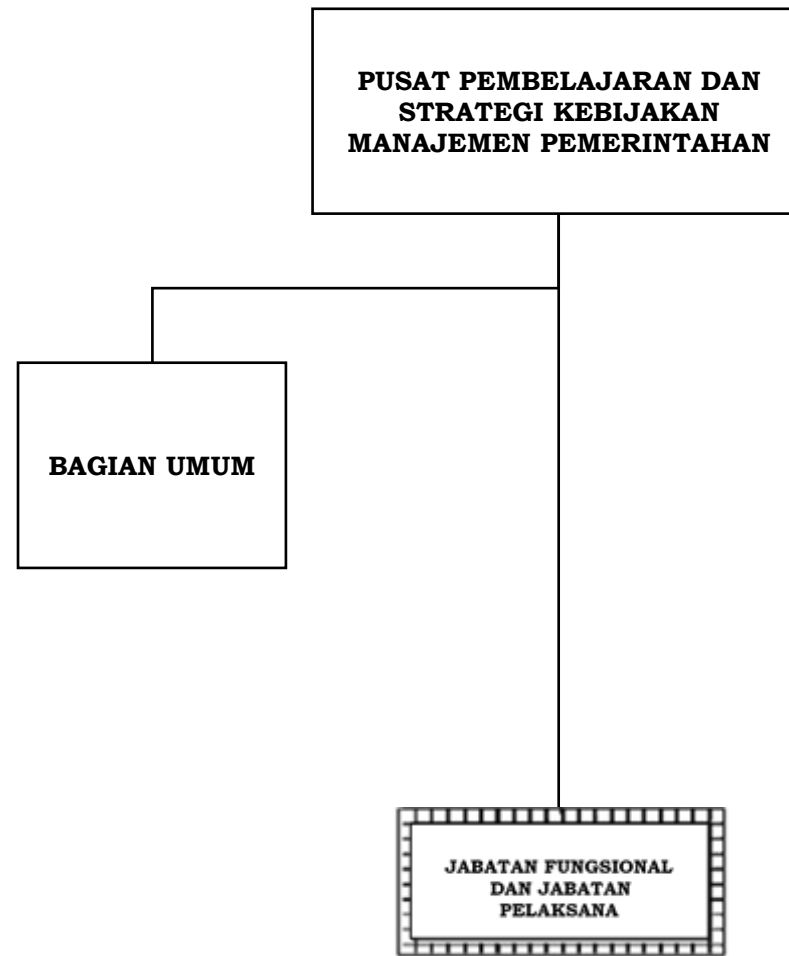 PUSAT PEMBELAJARAN DAN
STRATEGI KEBIJAKAN
MANAJEMEN PEMERINTAHAN
BAGIAN UMUM
JABATAN FUNGSIONAL
DAN JABATAN
PELAKSANA